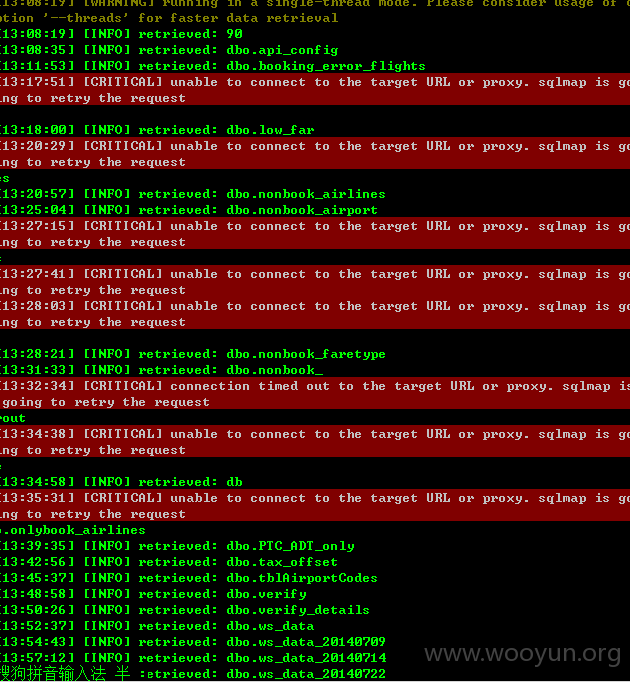 [13:08:19] [WARNING] running in a single-thread mode. Please consider usage of o
ption '--threads' for faster data retrieval
[13:08:19] [INFO] retrieved: 90
[13:08:35] [INFO] retrieved: dbo.api_config
[13:11:53] [INFO] retrieved: dbo.booking_error_flights
[13:17:51] [CRITICAL] unable to connect to the target URL or proxy. sqlmap is go
ing to retry the request
[13:18:00] [INFO] retrieved: dbo.low_far
[13:20:29] [CRITICAL] unable to connect to the target URL or proxy. sqlmap is go
ing to retry the request
es
[13:20:57] [INFO] retrieved: dbo.nonbook_airlines
[13:25:04] [INFO] retrieved: dbo.nonbook_airport
[13:27:15] [CRITICAL] unable to connect to the target URL or proxy. sqlmap is go
ing to retry the request
[13:27:41] [CRITICAL] unable to connect to the target URL or proxy. sqlmap is go
ing to retry the request
[13:28:03] [CRITICAL] unable to connect to the target URL or proxy. sqlmap is go
ing to retry the request
[13:28:21] [INFO] retrieved: dbo.nonbook_faretype
[13:31:33] [INFO] retrieved: dbo.nonbook_
[13:32:34] [CRITICAL] connection timed out to the target URL or proxy. sqlmap is
going to retry the request
rout
[13:34:38] [CRITICAL] unable to connect to the target URL or proxy. sqlmap is go
ing to retry the request
[13:34:58] [INFO] retrieved: db
[13:35:31] [CRITICAL] unable to connect to the target URL or proxy. sqlmap is go
ing to retry the request
o.onlybook_airlines
[13:39:35] [INFO] retrieved: dbo.PTC_ADT_only
[13:42:56] [INFO] retrieved: dbo.tax_offset
[13:45:37] [INFO] retrieved: dbo.tblAirportCodes
[13:48:58] [INFO] retrieved: dbo.verify
[13:50:26] [INFO] retrieved: dbo.verify_details
[13:52:37] [INFO] retrieved: dbo.ws_data
[13:54:43] [INFO] retrieved: dbo.ws_data_20140709
[13:57:12] [INFO] retrieved: dbo.ws_data_20140714
搜狗拼音输入法 半 :etrieved: dbo.ws_data_20140722
www.wooyun.org